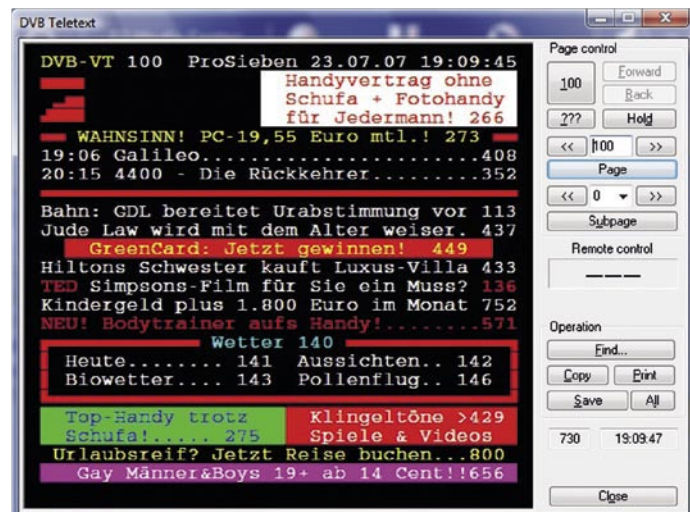 DVB Teletext
DVB-VT 100 ProSieben 23.07.07 19:09:45
Handyvertrag ohne
Schufa + Fotohandy
für Jedermann! 266
WAHNSINN! PC-19,55 Euro mtl.! 273
19:06 Galileo......................408
20:15 4400 - Die Rückkehrer.........352
Bahn: GDL bereitet Urabstimmung vor 113
Jude Law wird mit dem Alter weiser. 437
GreenCard: Jetzt gewinnen! 449
Hiltons Schwester kauft Luxus-Villa 433
TED Simpsons-Film für Sie ein Muss? 136
Kindergeld plus 1.800 Euro im Monat 752
NEU! Bodytrainer aufs Handy!........571
Wetter 140
Heute........ 141 Aussichten.. 142
Biowetter.... 143 Pollenflug.. 146
Top-Handy trotz Klingeltöne >429
Schufa!..... 275 Spiele & Videos
Urlaubsreif? Jetzt Reise buchen...800
Gay Männer&Boys 19+ ab 14 Cent!!656
Page control
100 Forward
Back
??? Hold
<< 100 >>
Page
<< 0 >>
Subpage
Remote control
———
Operation
Find...
Copy Print
Save All
730 19:09:47
Close